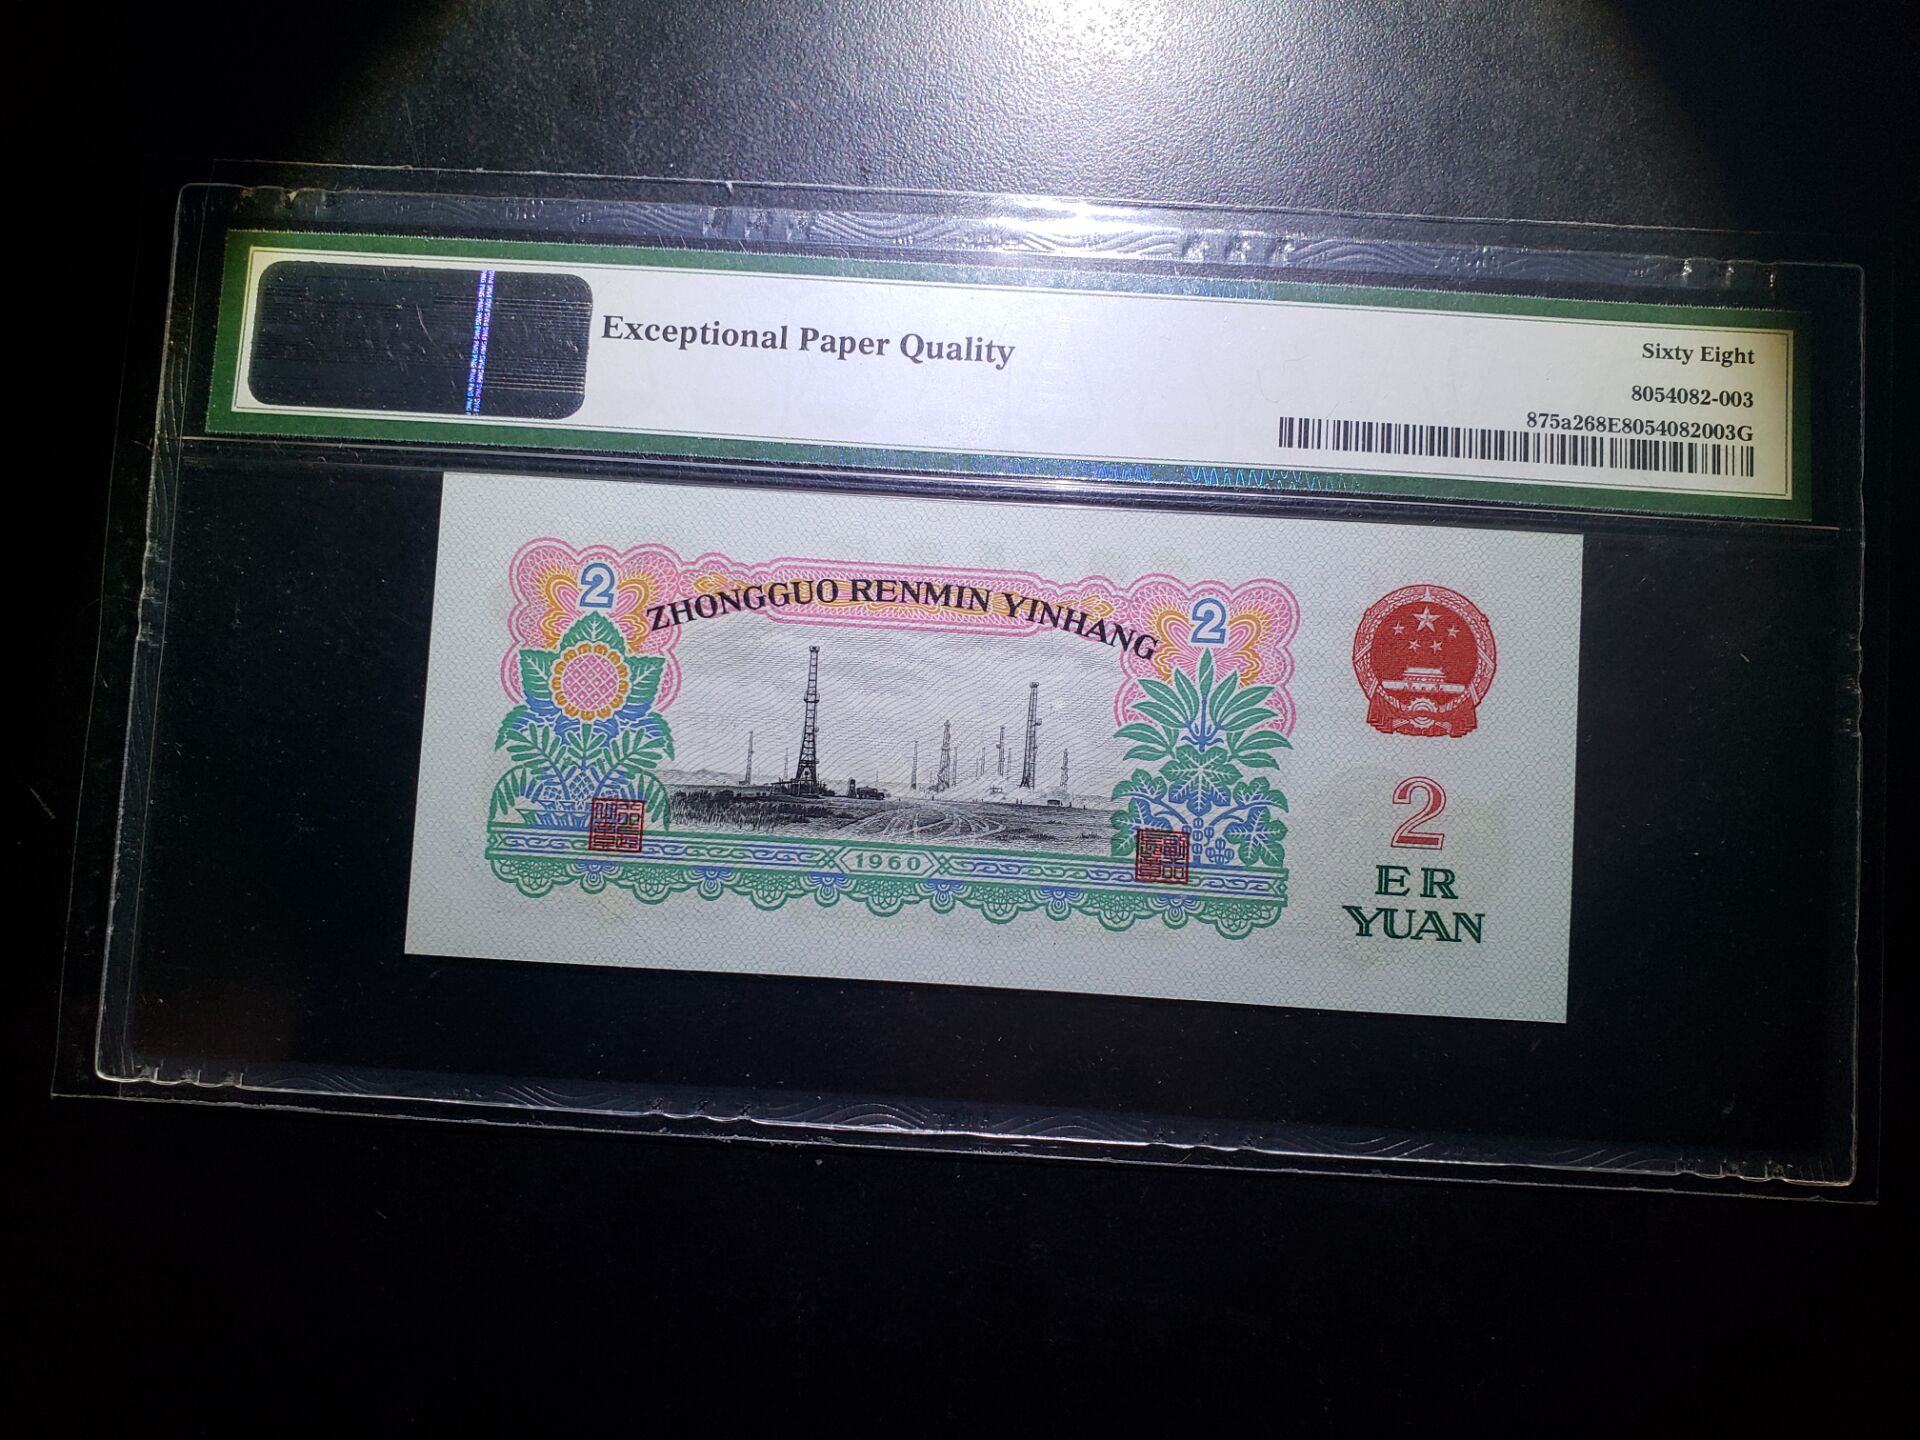 Exceptional Paper Quality
Sixty Eight
8054082-003
875a268E8054082003G
2
ZHONGGUO RENMIN YINHANG
2
1960
2
ER
YUAN